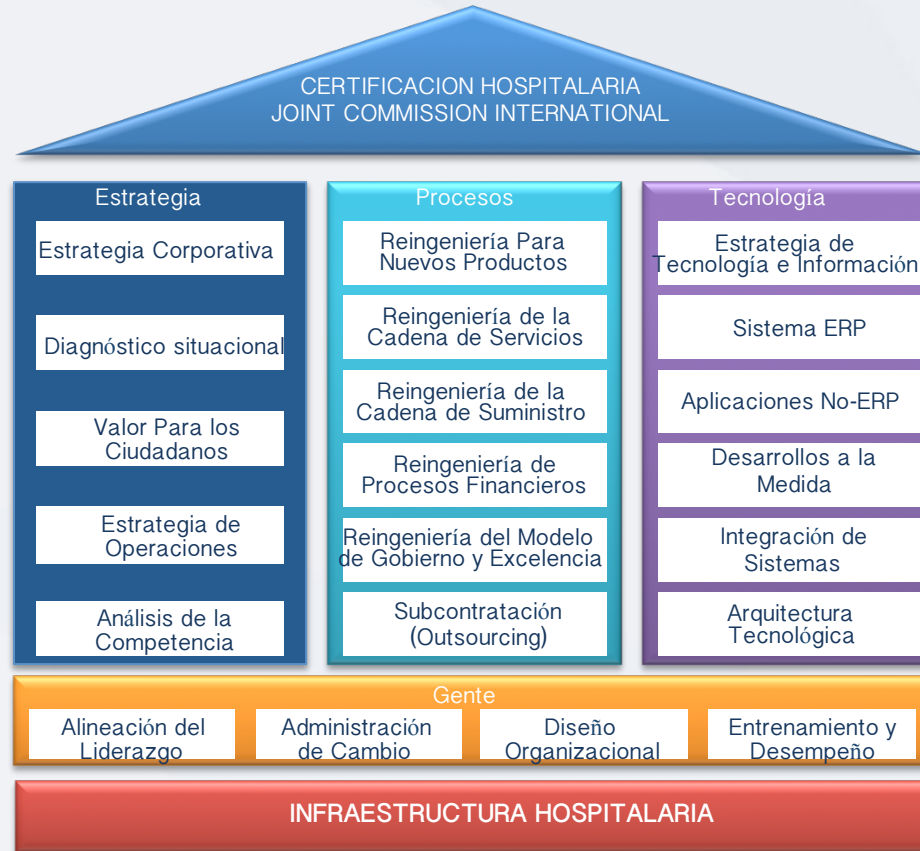 CERTIFICACION HOSPITALARIA
JOINT COMMISSION INTERNATIONAL
Estrategia
Estrategia Corporativa
Diagnóstico situacional
Valor Para los
Ciudadanos
Estrategia de
Operaciones
Análisis de la
Competencia
Procesos
Reingeniería Para
Nuevos Productos
Reingeniería de la
Cadena de Servicios
Reingeniería de la
Cadena de Suministro
Reingeniería de
Procesos Financieros
Reingeniería del Modelo
de Gobierno y Excelencia
Subcontratación
(Outsourcing)
Tecnología
Estrategia de
Tecnología e Información
Sistema ERP
Aplicaciones No-ERP
Desarrollos a la
Medida
Integración de
Sistemas
Arquitectura
Tecnológica
Gente
Alineación del
Liderazgo
Administración
de Cambio
Diseño
Organizacional
Entrenamiento y
Desempeño
INFRAESTRUCTURA HOSPITALARIA